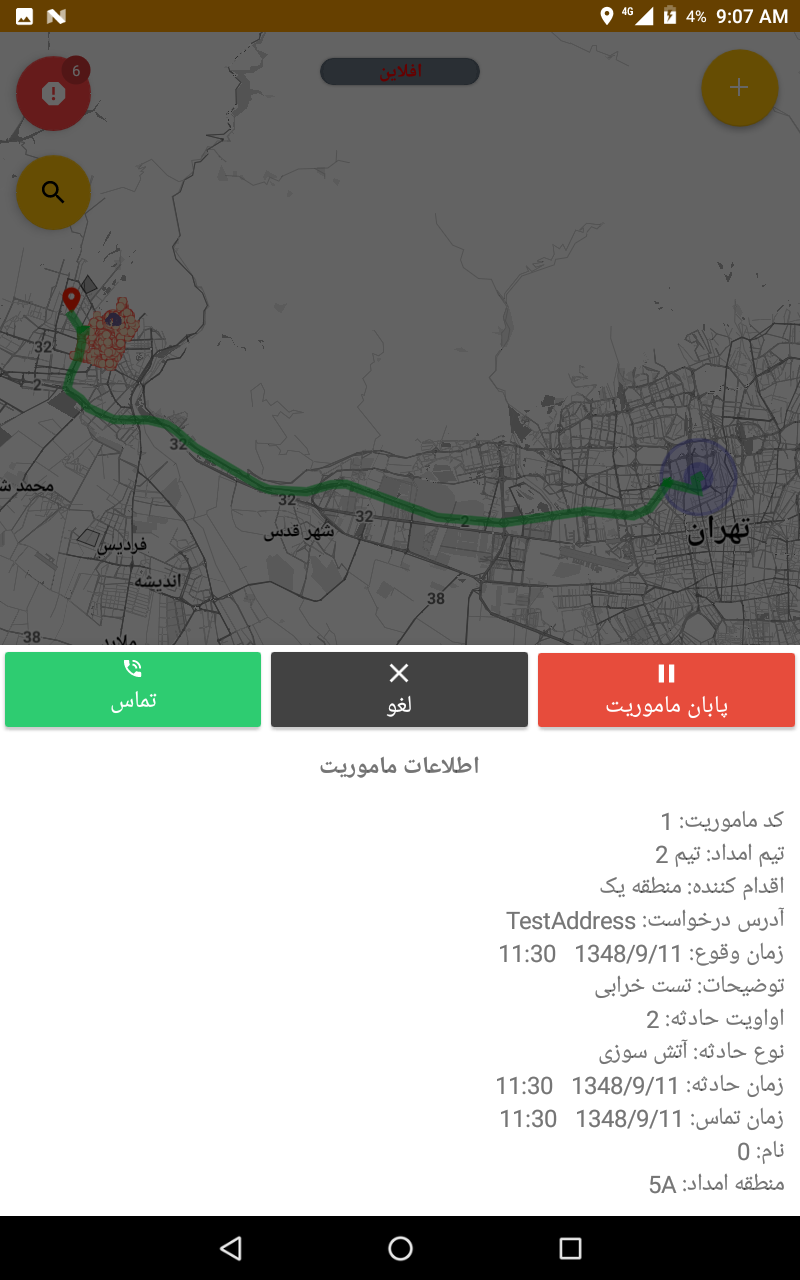 4G 4% 9:07 AM
6
افلاین
32
2
32
محمد ش
32
32
2
شهر قدس
تهران
فردیس
اندیشه
38
38
ملار
تماس
لغو
پابان ماموریت
اطلاعات ماموریت
کد ماموریت: 1
تیم امداد: تیم 2
اقدام کننده: منطقه یک
آدرس درخواست: TestAddress
زمان وقوع: 1348/9/11 11:30
توضیحات: تست خرابی
اواویت حادثه: 2
نوع حادثه: آتش سوزی
زمان حادثه: 1348/9/11 11:30
زمان تماس: 1348/9/11 11:30
نام: 0
منطقه امداد: 5A